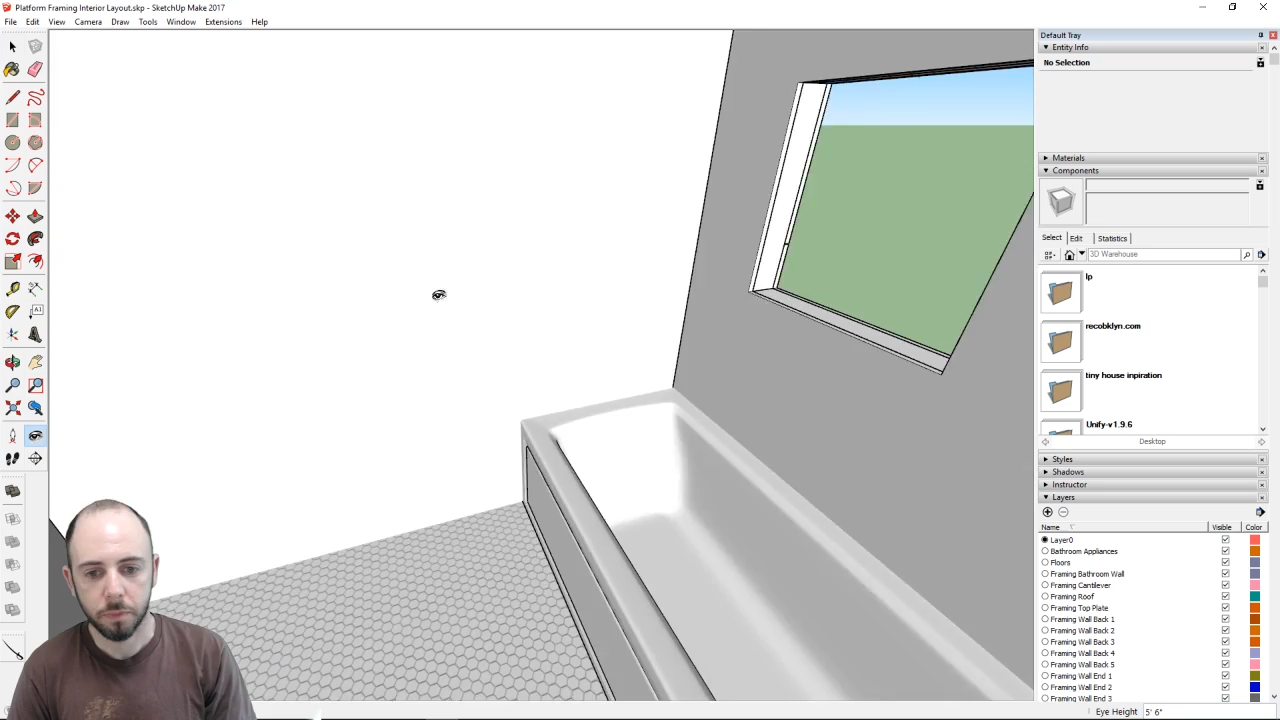 Platform Framing Interior Layout.skp - SketchUp Make 2017
File Edit View Camera Draw Tools Window Extensions Help
Default Tray
Entity Info
No Selection
Materials
Components
Select Edit Statistics
3D Warehouse
lp
recobklyn.com
tiny house inpiration
Unify-v1.9.6
Desktop
Styles
Shadows
Instructor
Layers
Name Visible Color
Layer0
Bathroom Appliances
Floors
Framing Bathroom Wall
Framing Cantilever
Framing Roof
Framing Top Plate
Framing Wall Back 1
Framing Wall Back 2
Framing Wall Back 3
Framing Wall Back 4
Framing Wall Back 5
Framing Wall End 1
Framing Wall End 2
Framing Wall End 3
Eye Height 5' 6"